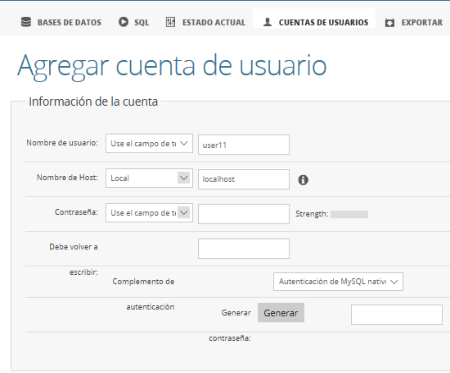 BASES DE DATOS SQL ESTADO ACTUAL CUENTAS DE USUARIOS EXPORTAR
Agregar cuenta de usuario
Información de la cuenta
Nombre de usuario: Use el campo de te user11
Nombre de Host: Local localhost
Contraseña: Use el campo de te Strength:
Debe volver a
escribir:
Complemento de Autenticación de MySQL nativ
autenticación
Generar Generar
contraseña: